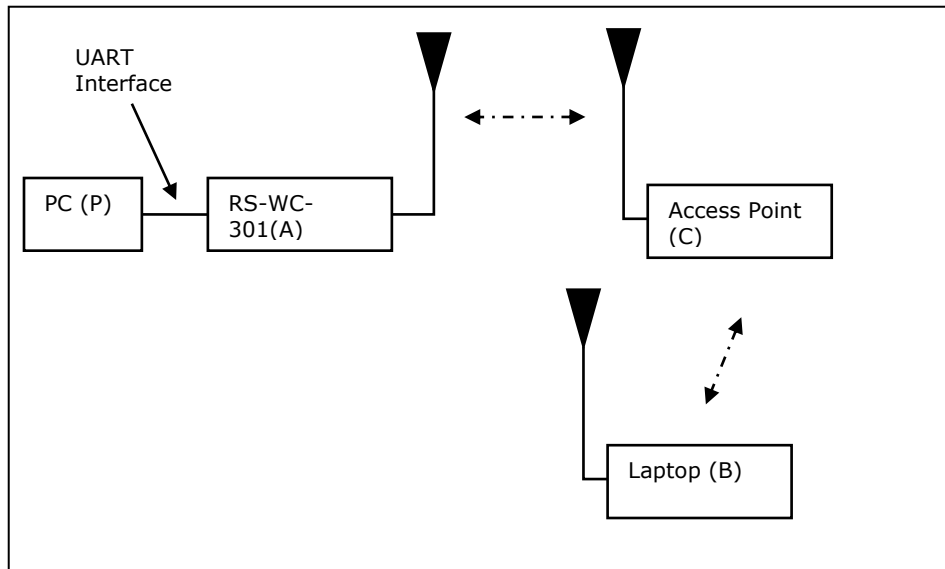 UART
Interface
PC (P)
RS-WC-
301(A)
Access Point
(C)
Laptop (B)